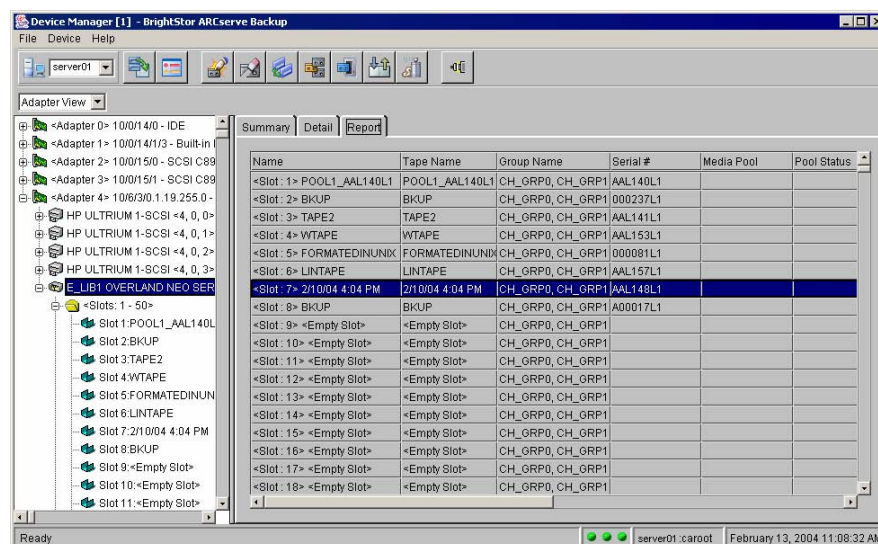 Device Manager [1] - BrightStor ARCserve Backup
File Device Help
server01
Adapter View
<Adapter 0> 10/0/14/0 - IDE
<Adapter 1> 10/0/14/1/3 - Built-in
<Adapter 2> 10/0/15/0 - SCSI C89
<Adapter 3> 10/0/15/1 - SCSI C89
<Adapter 4> 10/6/3/0.1.19.255.0 -
HP ULTRIUM 1-SCSI <4, 0, 0>
HP ULTRIUM 1-SCSI <4, 0, 1>
HP ULTRIUM 1-SCSI <4, 0, 2>
HP ULTRIUM 1-SCSI <4, 0, 3>
E_LIB1 OVERLAND NEO SER
<Slots: 1 - 50>
Slot 1:POOL1_AAL140L
Slot 2:BKUP
Slot 3:TAPE2
Slot 4:WTAPE
Slot 5:FORMATEDINUN
Slot 6:LINTAPE
Slot 7:2/10/04 4:04 PM
Slot 8:BKUP
Slot 9:<Empty Slot>
Slot 10:<Empty Slot>
Slot 11:<Empty Slot>
Summary Detail Report
Name Tape Name Group Name Serial # Media Pool Pool Status
<Slot : 1> POOL1_AAL140L1 POOL1_AAL140L1 CH_GRP0, CH_GRP1 AAL140L1
<Slot : 2> BKUP BKUP CH_GRP0, CH_GRP1 000237L1
<Slot : 3> TAPE2 TAPE2 CH_GRP0, CH_GRP1 AAL141L1
<Slot : 4> WTAPE WTAPE CH_GRP0, CH_GRP1 AAL153L1
<Slot : 5> FORMATEDINUNIX FORMATEDINUNIX CH_GRP0, CH_GRP1 000081L1
<Slot : 6> LINTAPE LINTAPE CH_GRP0, CH_GRP1 AAL157L1
<Slot : 7> 2/10/04 4:04 PM 2/10/04 4:04 PM CH_GRP0, CH_GRP1 AAL148L1
<Slot : 8> BKUP BKUP CH_GRP0, CH_GRP1 A00017L1
<Slot : 9> <Empty Slot> <Empty Slot> CH_GRP0, CH_GRP1
<Slot : 10> <Empty Slot> <Empty Slot> CH_GRP0, CH_GRP1
<Slot : 11> <Empty Slot> <Empty Slot> CH_GRP0, CH_GRP1
<Slot : 12> <Empty Slot> <Empty Slot> CH_GRP0, CH_GRP1
<Slot : 13> <Empty Slot> <Empty Slot> CH_GRP0, CH_GRP1
<Slot : 14> <Empty Slot> <Empty Slot> CH_GRP0, CH_GRP1
<Slot : 15> <Empty Slot> <Empty Slot> CH_GRP0, CH_GRP1
<Slot : 16> <Empty Slot> <Empty Slot> CH_GRP0, CH_GRP1
<Slot : 17> <Empty Slot> <Empty Slot> CH_GRP0, CH_GRP1
<Slot : 18> <Empty Slot> <Empty Slot> CH_GRP0, CH_GRP1
Ready server01 :caroot February 13, 2004 11:08:32 AM